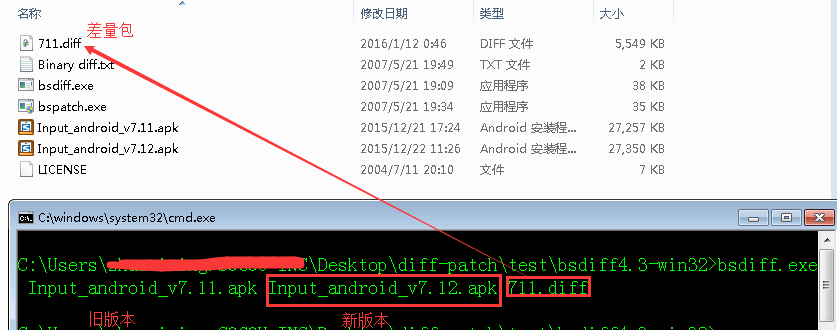 名称 修改日期 类型 大小
差量包
711.diff 2016/1/12 0:46 DIFF 文件 5,549 KB
Binary diff.txt 2007/5/21 19:49 TXT 文件 2 KB
bsdiff.exe 2007/5/21 19:09 应用程序 38 KB
bspatch.exe 2007/5/21 19:34 应用程序 35 KB
Input_android_v7.11.apk 2015/12/21 17:24 Android 安装程... 27,257 KB
Input_android_v7.12.apk 2015/12/22 11:26 Android 安装程... 27,350 KB
LICENSE 2004/7/11 20:10 文件 7 KB
C:\windows\system32\cmd.exe
C:\Users\ INC\Desktop\diff-patch\test\bsdiff4.3-win32>bsdiff.exe
Input_android_v7.11.apk Input_android_v7.12.apk 711.diff
旧版本 新版本